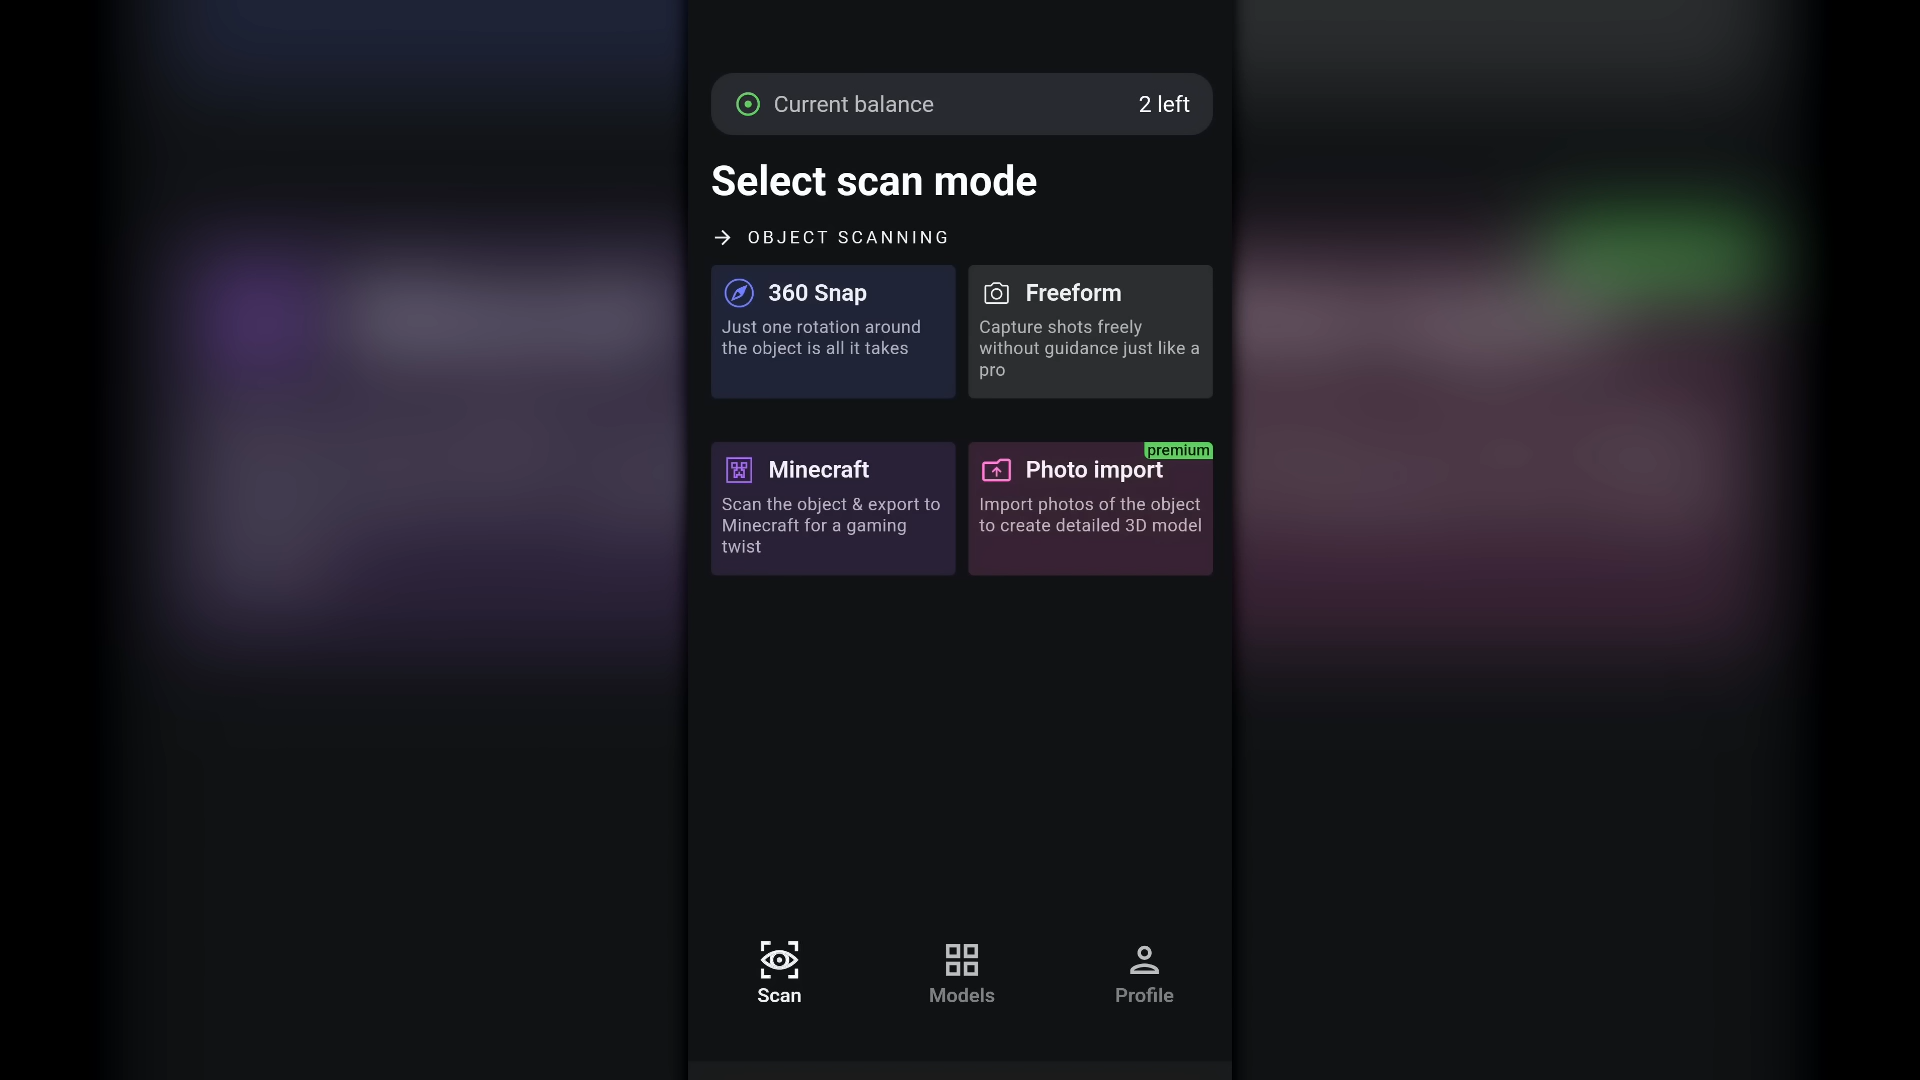 Current balance 2 left
Select scan mode
OBJECT SCANNING
360 Snap
Just one rotation around
the object is all it takes
Freeform
Capture shots freely
without guidance just like a
pro
Minecraft
Scan the object & export to
Minecraft for a gaming
twist
premium
Photo import
Import photos of the object
to create detailed 3D model
Scan Models Profile